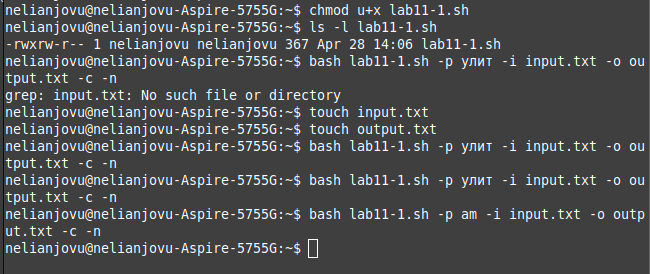 nelianjovu@nelianjovu-Aspire-5755G:~$ chmod u+x lab11-1.sh
nelianjovu@nelianjovu-Aspire-5755G:~$ ls -l lab11-1.sh
-rwxrw-r-- 1 nelianjovu nelianjovu 367 Apr 28 14:06 lab11-1.sh
nelianjovu@nelianjovu-Aspire-5755G:~$ bash lab11-1.sh -p улит -i input.txt -o ou
tput.txt -c -n
grep: input.txt: No such file or directory
nelianjovu@nelianjovu-Aspire-5755G:~$ touch input.txt
nelianjovu@nelianjovu-Aspire-5755G:~$ touch output.txt
nelianjovu@nelianjovu-Aspire-5755G:~$ bash lab11-1.sh -p улит -i input.txt -o ou
tput.txt -c -n
nelianjovu@nelianjovu-Aspire-5755G:~$ bash lab11-1.sh -p улит -i input.txt -o ou
tput.txt -c -n
nelianjovu@nelianjovu-Aspire-5755G:~$ bash lab11-1.sh -p am -i input.txt -o outp
ut.txt -c -n
nelianjovu@nelianjovu-Aspire-5755G:~$